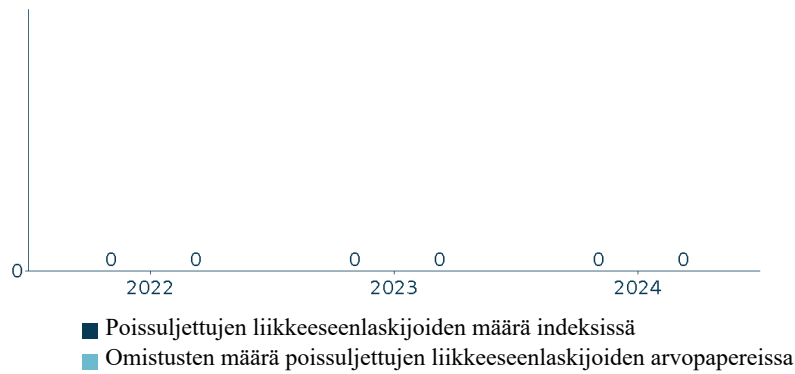 0 0 0 0 0 0
0
2022 2023 2024
Poissuljettujen liikkeeseenlaskijoiden määrä indeksissä
Omistusten määrä poissuljettujen liikkeeseenlaskijoiden arvopapereissa